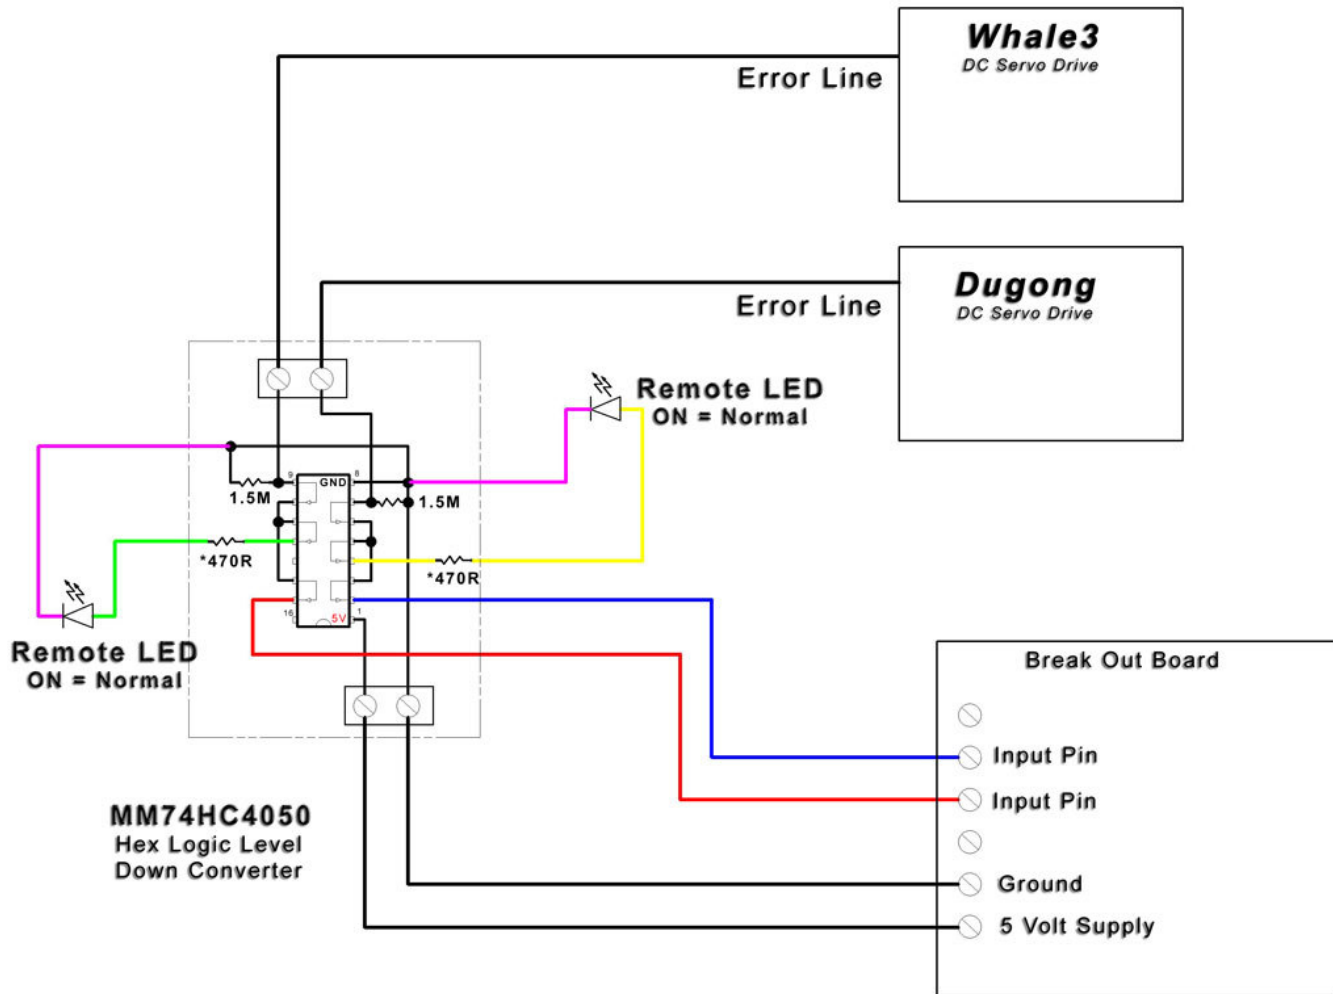 Whale3
DC Servo Drive
Error Line
Dugong
DC Servo Drive
Error Line
Remote LED
ON = Normal
9
GND
8
1.5M
1.5M
*470R
*470R
16
5V
1
Remote LED
ON = Normal
Break Out Board
Input Pin
Input Pin
MM74HC4050
Hex Logic Level
Down Converter
Ground
5 Volt Supply